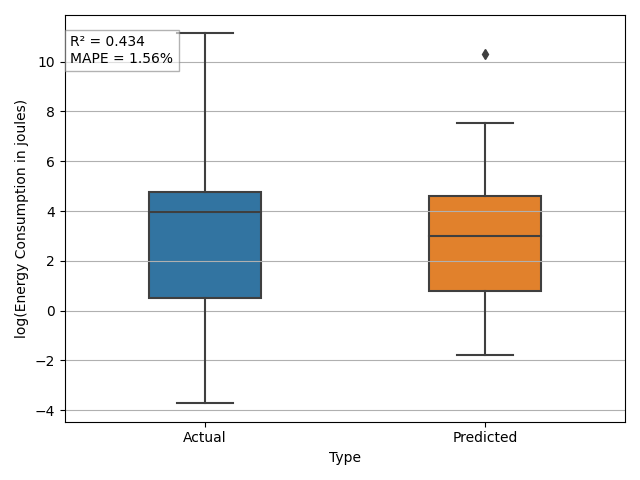 R² = 0.434
MAPE = 1.56%
log(Energy Consumption in joules)
10
8
6
4
2
0
−2
−4
Actual
Predicted
Type